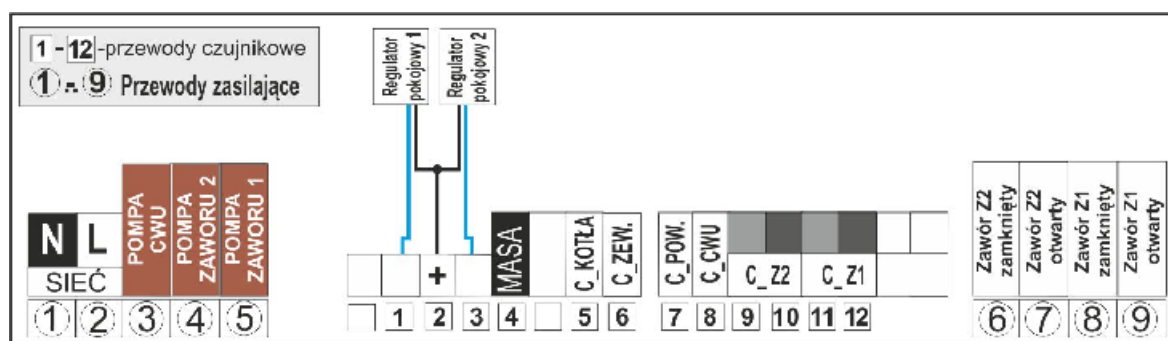 1 - 12 -przewody czujnikowe
1 ÷ 9 Przewody zasilające
Regulator
pokojowy 1
Regulator
pokojowy 2
N
L
SIEĆ
POMPA
CWU
POMPA
ZAWORU 2
POMPA
ZAWORU 1
+
MASA
C_KOTŁA
C_ZEW.
C_POW.
C_CWU
C_Z2
C_Z1
Zawór Z2
zamknięty
Zawór Z2
otwarty
Zawór Z1
zamknięty
Zawór Z1
otwarty
1 2 3 4 5
1 2 3 4 5 6 7 8 9 10 11 12
6 7 8 9